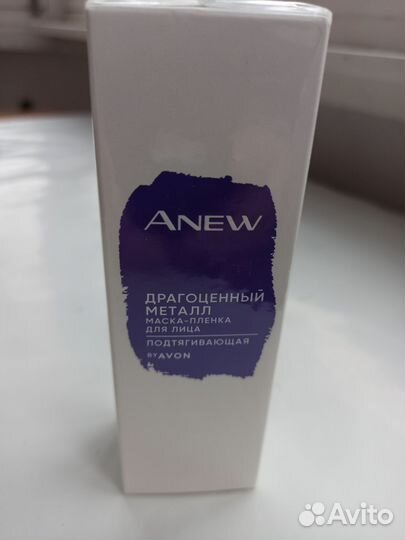 ANEW
ДРАГОЦЕННЫЙ
МЕТАЛЛ
МАСКА-ПЛЕНКА
ДЛЯ ЛИЦА
ПОДТЯГИВАЮЩАЯ
BY AVON
Avito